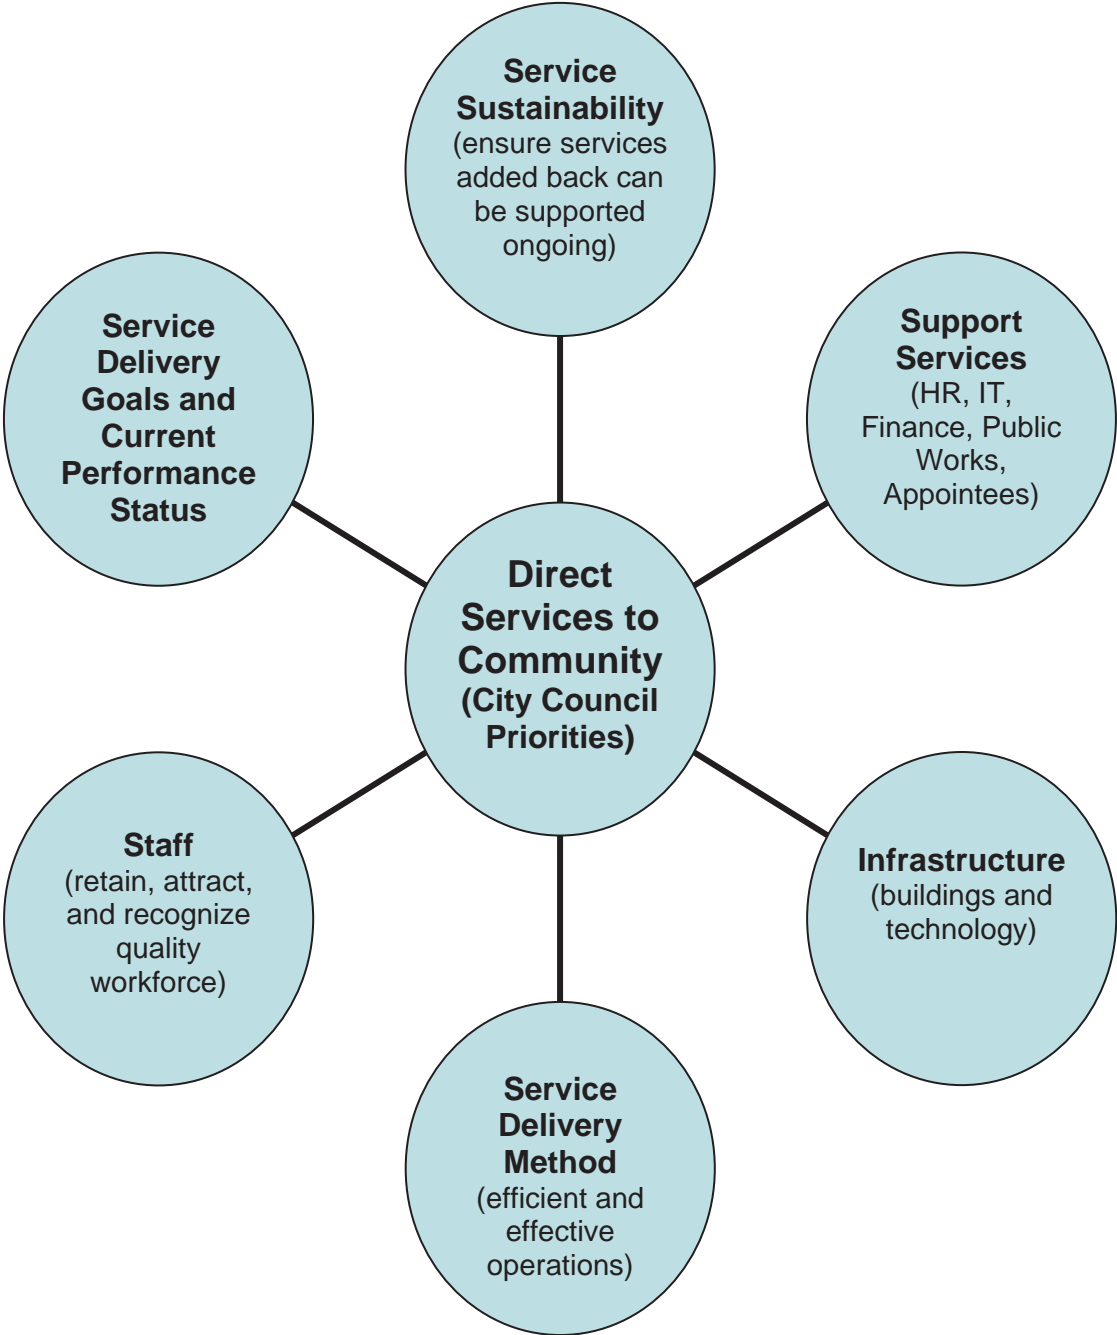 Service
Sustainability
(ensure services
added back can
be supported
ongoing)
Service
Delivery
Goals and
Current
Performance
Status
Support
Services
(HR, IT,
Finance, Public
Works,
Appointees)
Direct
Services to
Community
(City Council
Priorities)
Staff
(retain, attract,
and recognize
quality
workforce)
Infrastructure
(buildings and
technology)
Service
Delivery
Method
(efficient and
effective
operations)